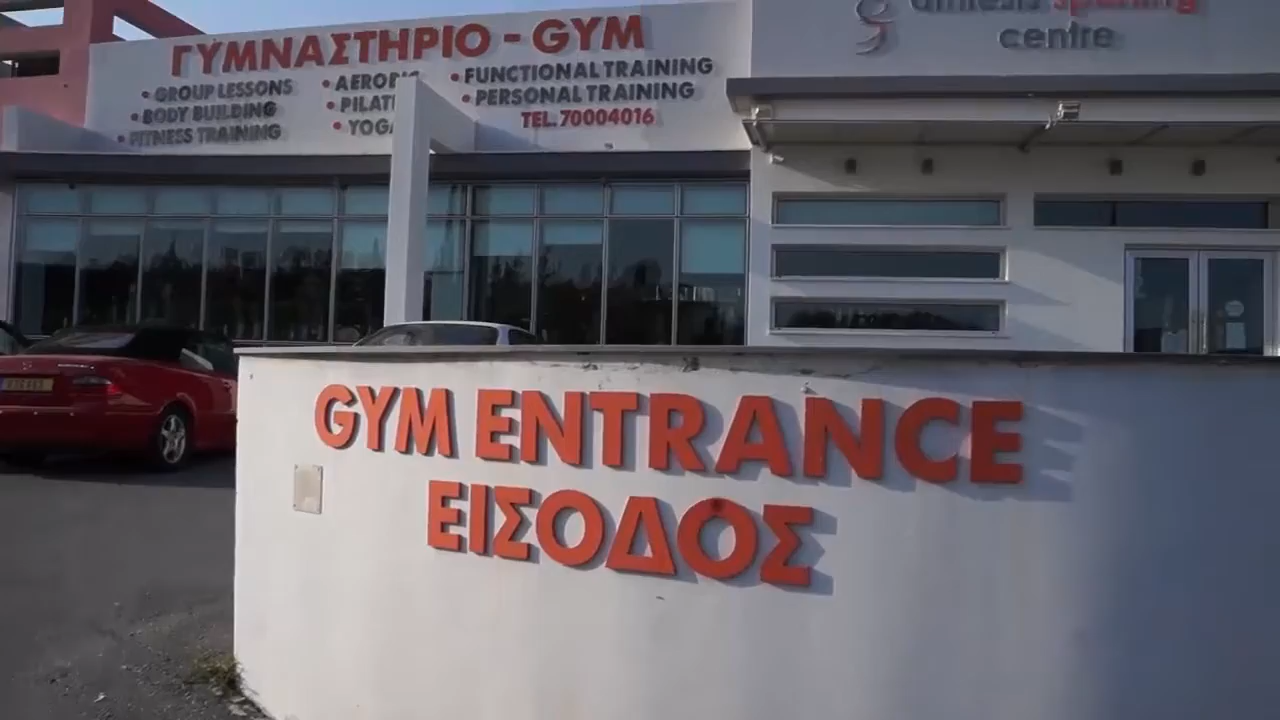 ΓΥΜΝΑΣΤΗΡΙΟ - GYM
• GROUP LESSONS
• BODY BUILDING
• FITNESS TRAINING
• PILATES
• YOGA
• FUNCTIONAL TRAINING
• PERSONAL TRAINING
TEL. 70004016
sporting
centre
GYM ENTRANCE
ΕΙΣΟΔΟΣ